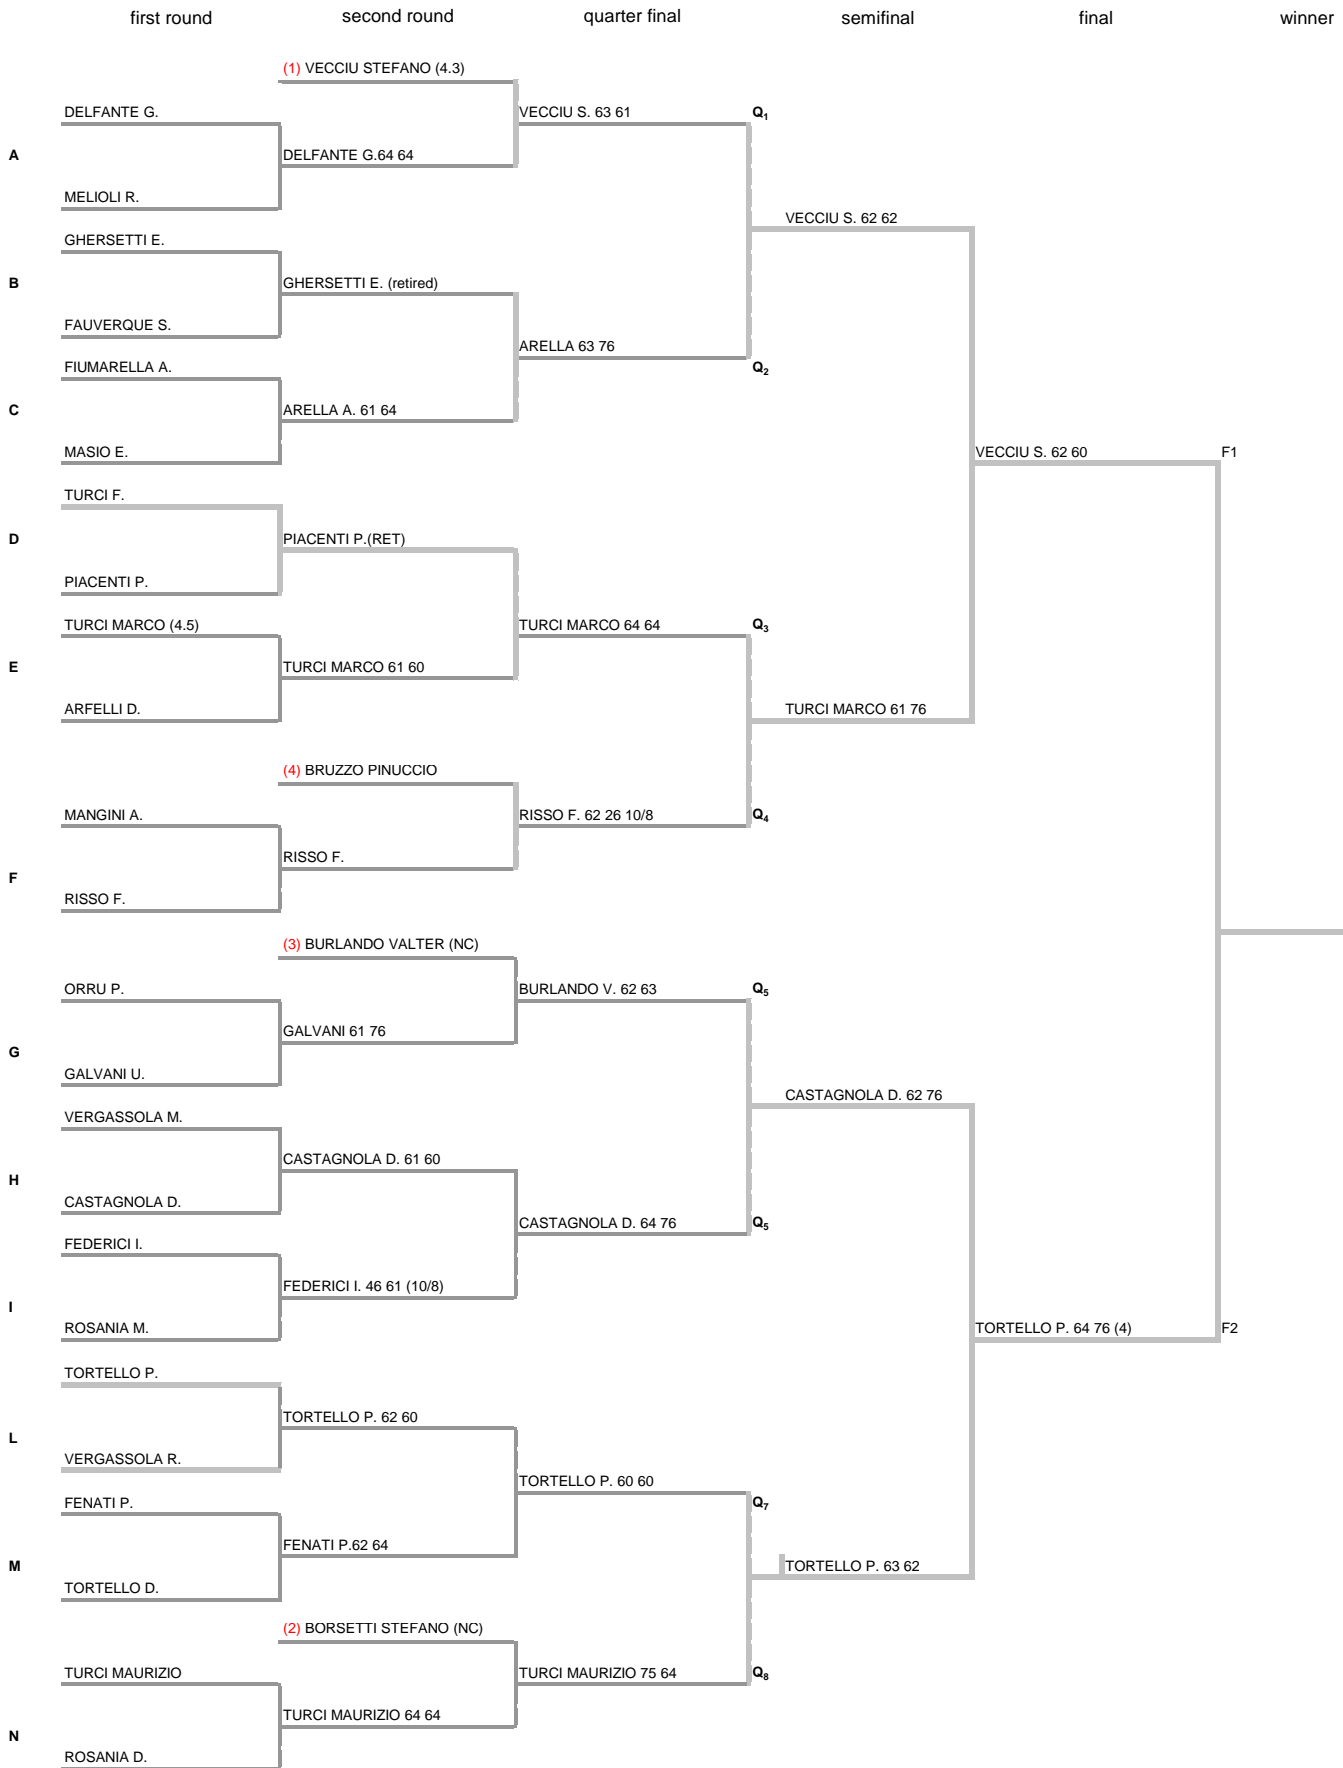 first round
second round
quarter final
semifinal
final
winner
(1) VECCIU STEFANO (4.3)
DELFANTE G.
VECCIU S. 63 61
Q1
A
DELFANTE G.64 64
MELIOLI R.
VECCIU S. 62 62
GHERSETTI E.
B
GHERSETTI E. (retired)
FAUVERQUE S.
ARELLA 63 76
FIUMARELLA A.
Q2
C
ARELLA A. 61 64
MASIO E.
VECCIU S. 62 60
F1
TURCI F.
D
PIACENTI P.(RET)
PIACENTI P.
TURCI MARCO (4.5)
TURCI MARCO 64 64
Q3
E
TURCI MARCO 61 60
ARFELLI D.
TURCI MARCO 61 76
(4) BRUZZO PINUCCIO
MANGINI A.
RISSO F. 62 26 10/8
Q4
RISSO F.
F
RISSO F.
(3) BURLANDO VALTER (NC)
ORRU P.
BURLANDO V. 62 63
Q5
GALVANI 61 76
G
GALVANI U.
CASTAGNOLA D. 62 76
VERGASSOLA M.
CASTAGNOLA D. 61 60
H
CASTAGNOLA D.
CASTAGNOLA D. 64 76
Q5
FEDERICI I.
FEDERICI I. 46 61 (10/8)
I
ROSANIA M.
TORTELLO P. 64 76 (4)
F2
TORTELLO P.
TORTELLO P. 62 60
L
VERGASSOLA R.
TORTELLO P. 60 60
FENATI P.
Q7
FENATI P.62 64
M
TORTELLO P. 63 62
TORTELLO D.
(2) BORSETTI STEFANO (NC)
TURCI MAURIZIO
TURCI MAURIZIO 75 64
Q8
TURCI MAURIZIO 64 64
N
ROSANIA D.